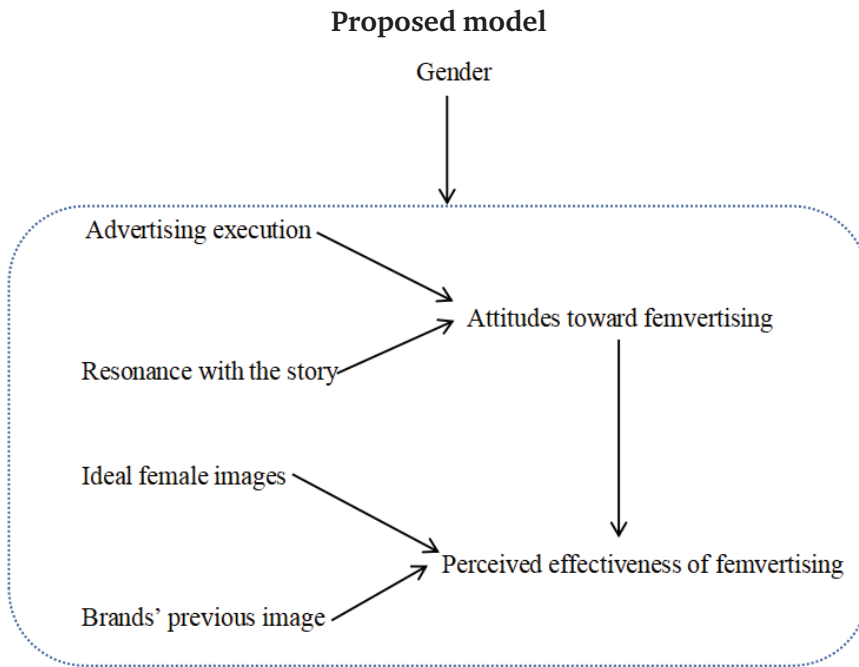 Proposed model
Gender
Advertising execution
Attitudes toward femvertising
Resonance with the story
Ideal female images
Perceived effectiveness of femvertising
Brands’ previous image